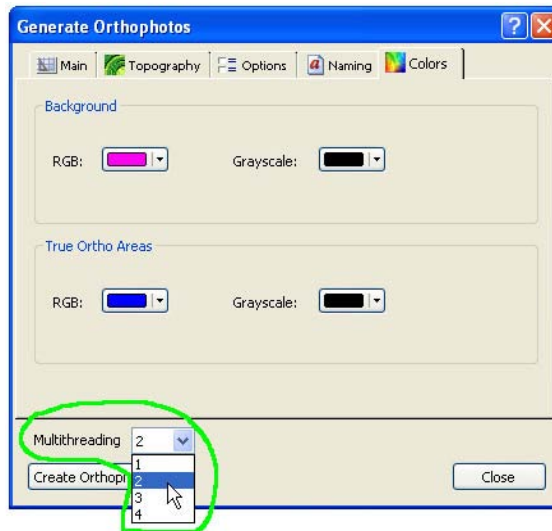 Generate Orthophotos
Main Topography Options Naming Colors
Background
RGB: Grayscale:
True Ortho Areas
RGB: Grayscale:
Multithreading 2
1
Create Close
2
3
4